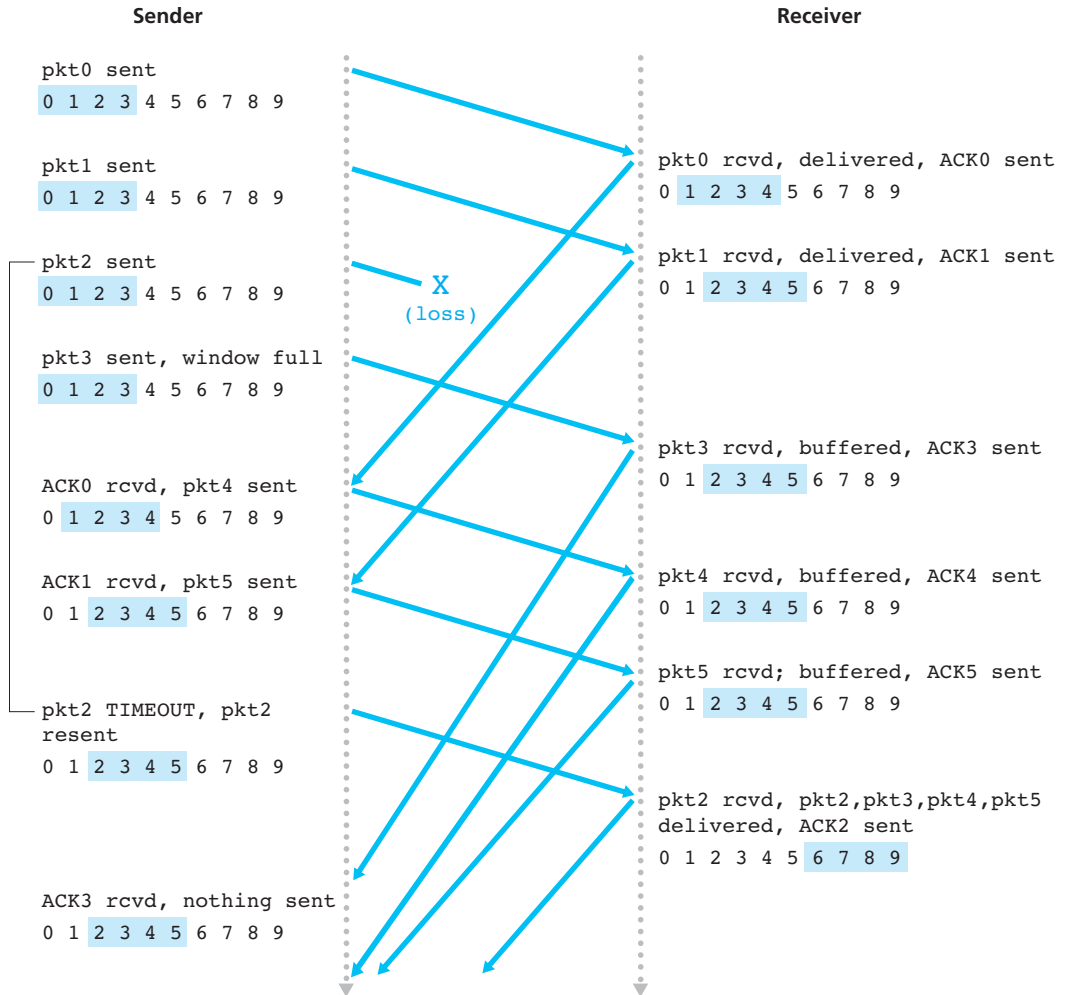 Sender
Receiver
pkt0 sent
0 1 2 3 4 5 6 7 8 9
pkt0 rcvd, delivered, ACK0 sent
0 1 2 3 4 5 6 7 8 9
pkt1 sent
0 1 2 3 4 5 6 7 8 9
pkt1 rcvd, delivered, ACK1 sent
0 1 2 3 4 5 6 7 8 9
pkt2 sent
0 1 2 3 4 5 6 7 8 9
X
(loss)
pkt3 sent, window full
0 1 2 3 4 5 6 7 8 9
pkt3 rcvd, buffered, ACK3 sent
0 1 2 3 4 5 6 7 8 9
ACK0 rcvd, pkt4 sent
0 1 2 3 4 5 6 7 8 9
pkt4 rcvd, buffered, ACK4 sent
0 1 2 3 4 5 6 7 8 9
ACK1 rcvd, pkt5 sent
0 1 2 3 4 5 6 7 8 9
pkt5 rcvd; buffered, ACK5 sent
0 1 2 3 4 5 6 7 8 9
pkt2 TIMEOUT, pkt2
resent
0 1 2 3 4 5 6 7 8 9
pkt2 rcvd, pkt2,pkt3,pkt4,pkt5
delivered, ACK2 sent
0 1 2 3 4 5 6 7 8 9
ACK3 rcvd, nothing sent
0 1 2 3 4 5 6 7 8 9